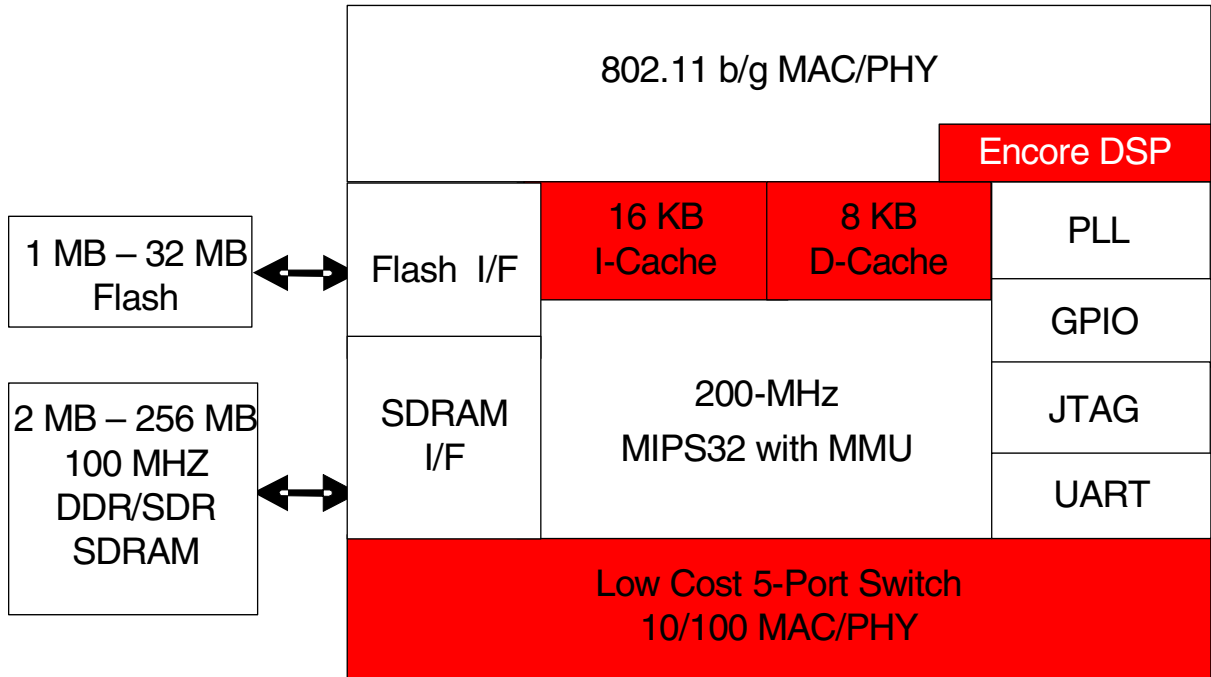 802.11 b/g MAC/PHY
Encore DSP
1 MB – 32 MB
Flash
Flash I/F
16 KB
I-Cache
8 KB
D-Cache
PLL
GPIO
2 MB – 256 MB
100 MHZ
DDR/SDR
SDRAM
SDRAM
I/F
200-MHz
MIPS32 with MMU
JTAG
UART
Low Cost 5-Port Switch
10/100 MAC/PHY